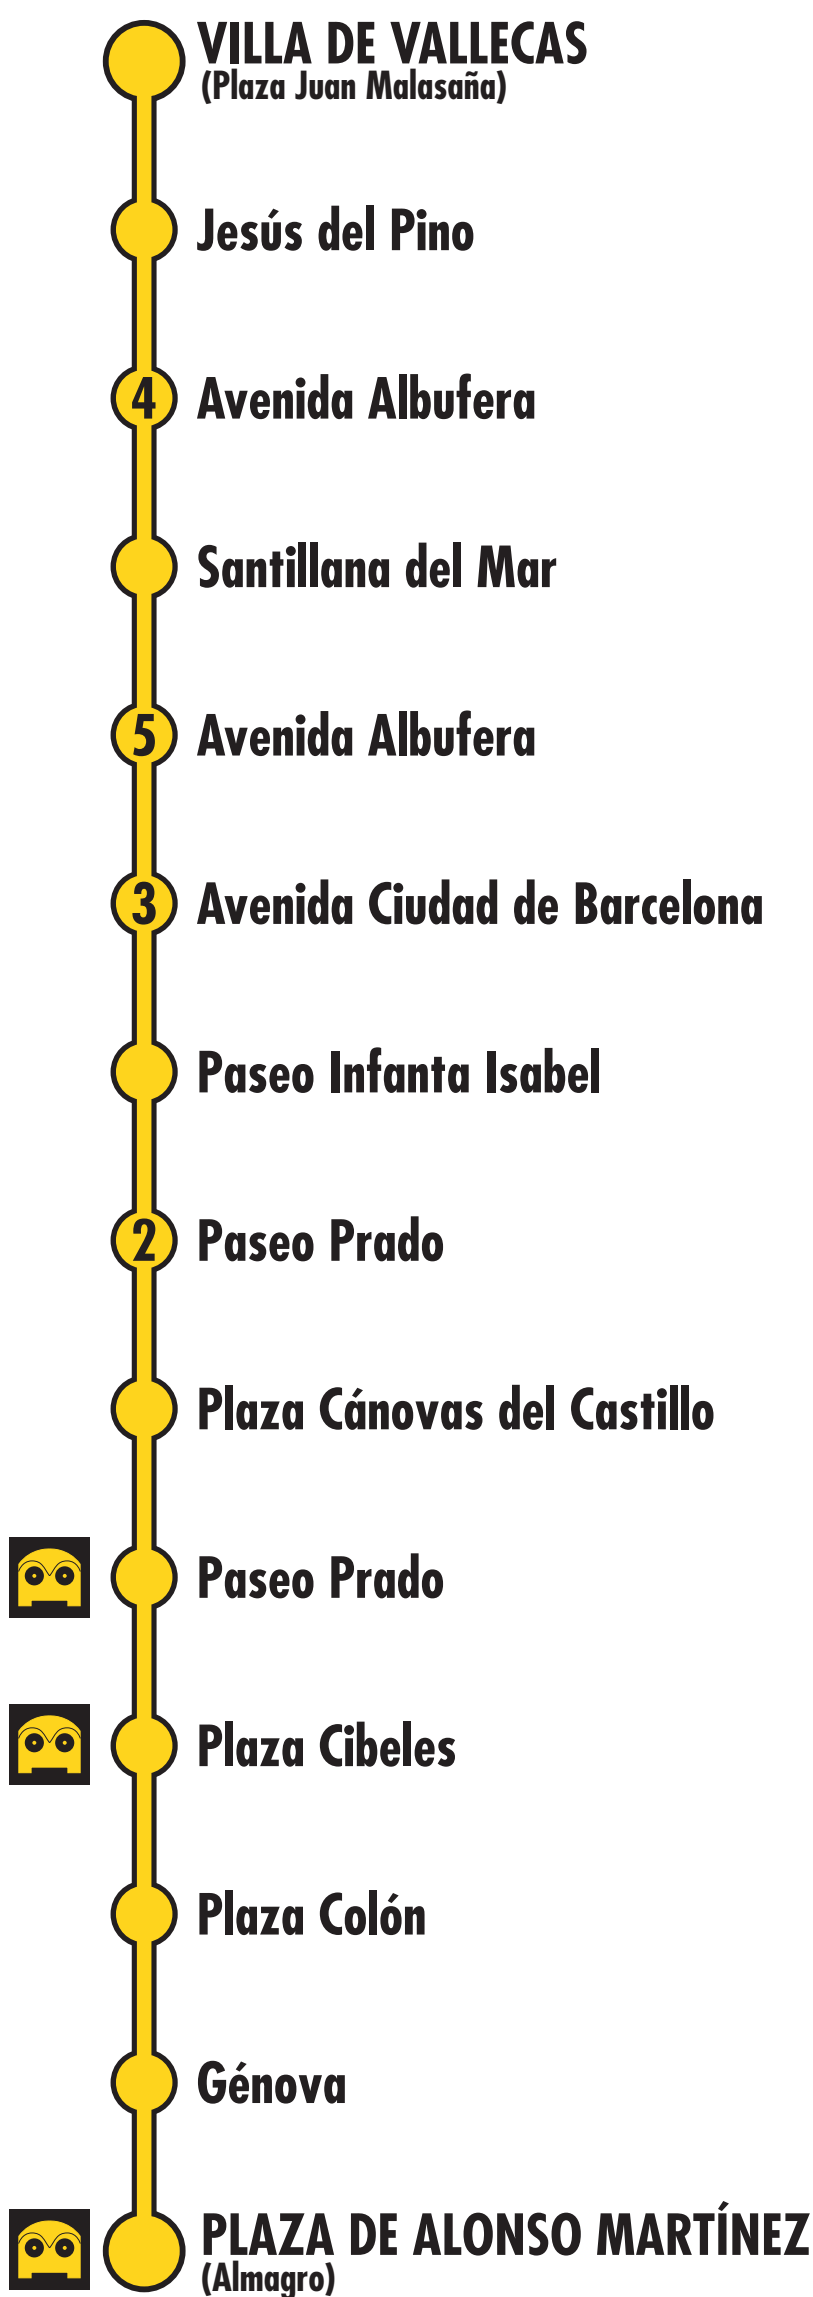 VILLA DE VALLECAS
(Plaza Juan Malasaña)
Jesús del Pino
4 Avenida Albufera
Santillana del Mar
5 Avenida Albufera
3 Avenida Ciudad de Barcelona
Paseo Infanta Isabel
2 Paseo Prado
Plaza Cánovas del Castillo
Paseo Prado
Plaza Cibeles
Plaza Colón
Génova
PLAZA DE ALONSO MARTÍNEZ
(Almagro)